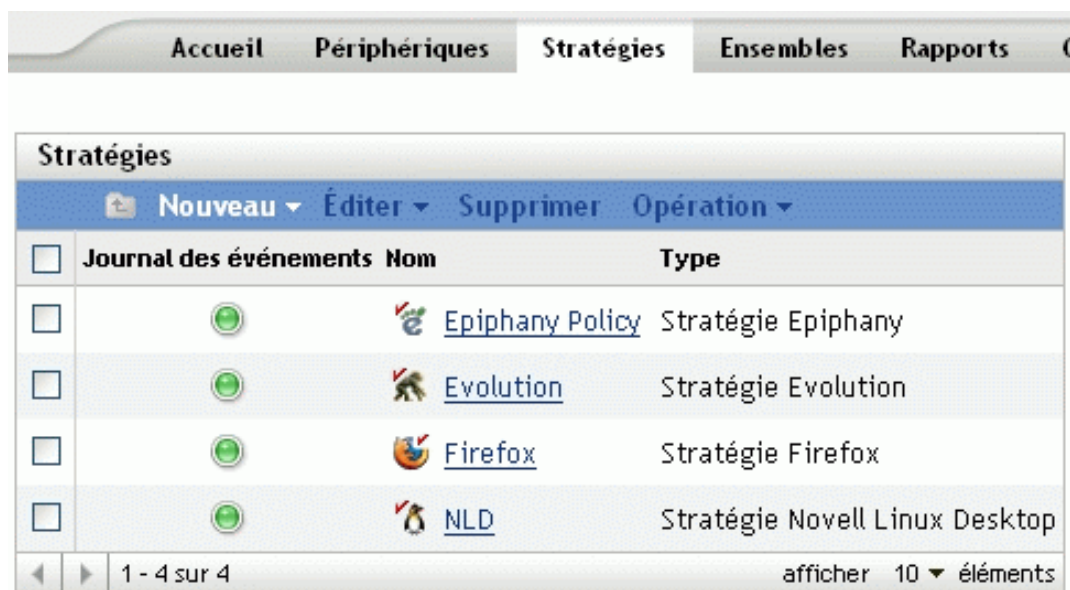 Accueil Périphériques Stratégies Ensembles Rapports
Stratégies
Nouveau Éditer Supprimer Opération
Journal des événements Nom Type
Epiphany Policy Stratégie Epiphany
Evolution Stratégie Evolution
Firefox Stratégie Firefox
NLD Stratégie Novell Linux Desktop
1 - 4 sur 4 afficher 10 éléments